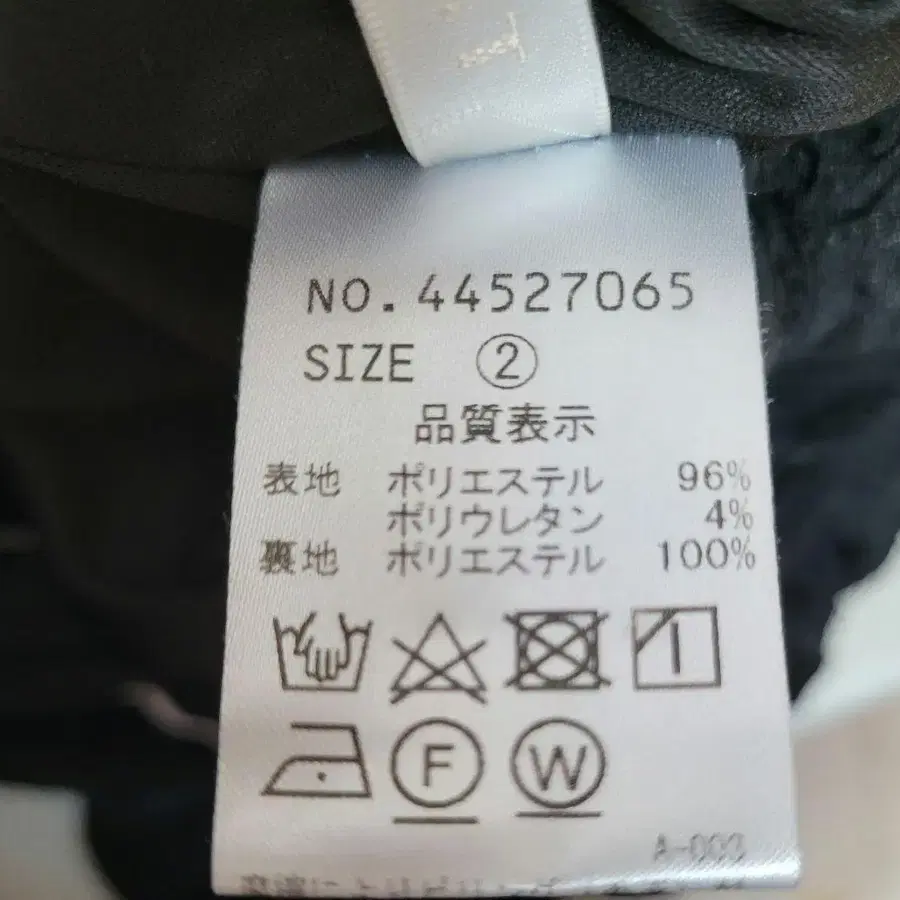 NO.44527065
SIZE ②
品質表示
表地 ポリエステル 96%
ポリウレタン 4%
裏地 ポリエステル 100%
F W
A-003